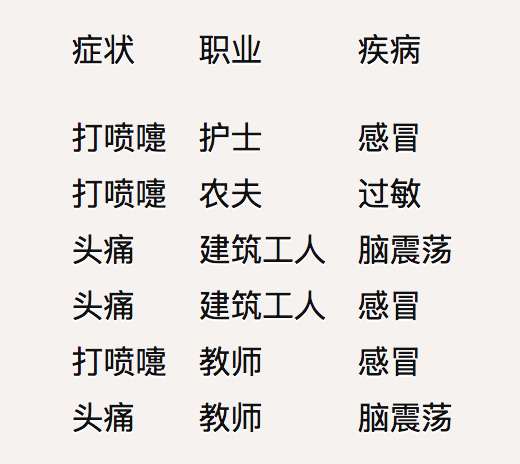 症状 职业 疾病
打喷嚏 护士 感冒
打喷嚏 农夫 过敏
头痛 建筑工人 脑震荡
头痛 建筑工人 感冒
打喷嚏 教师 感冒
头痛 教师 脑震荡